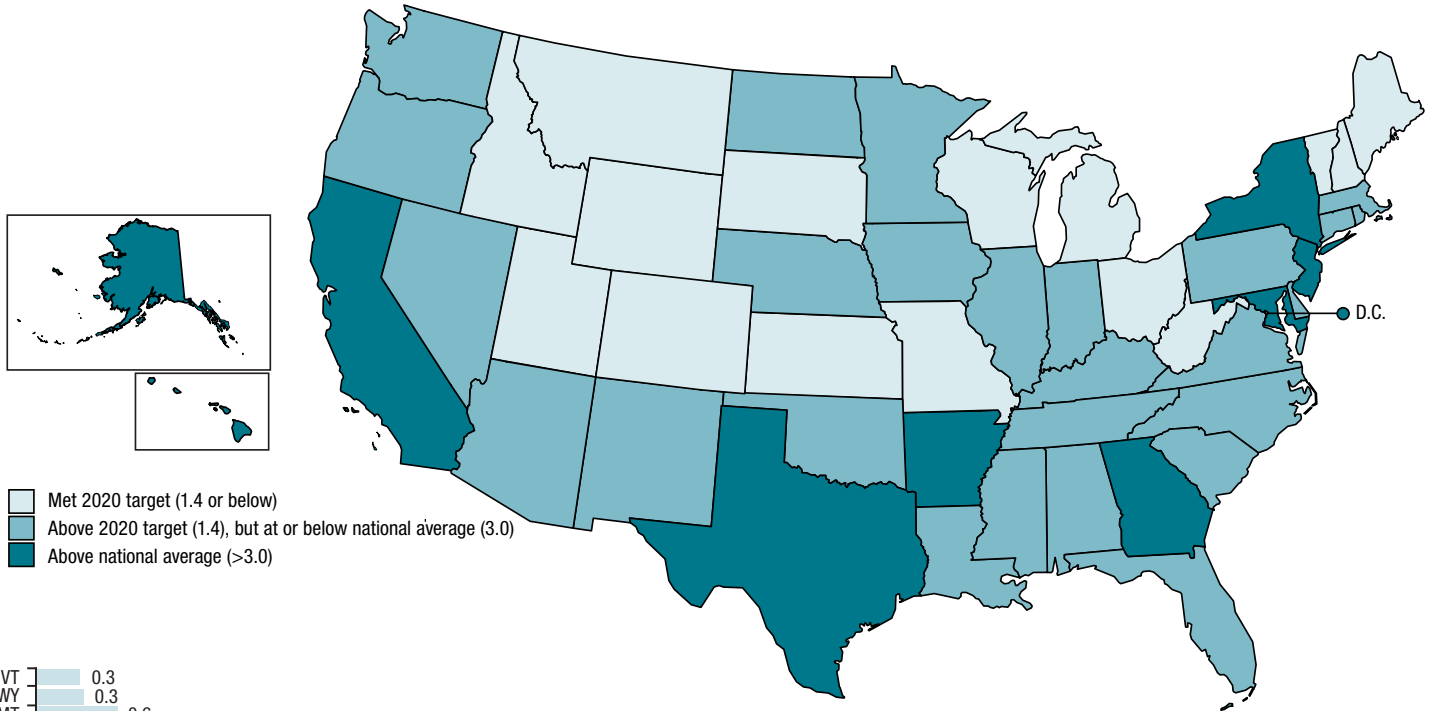 D.C.
Met 2020 target (1.4 or below)
Above 2020 target (1.4), but at or below national average (3.0)
Above national average (>3.0)
VT 0.3
WY 0.3